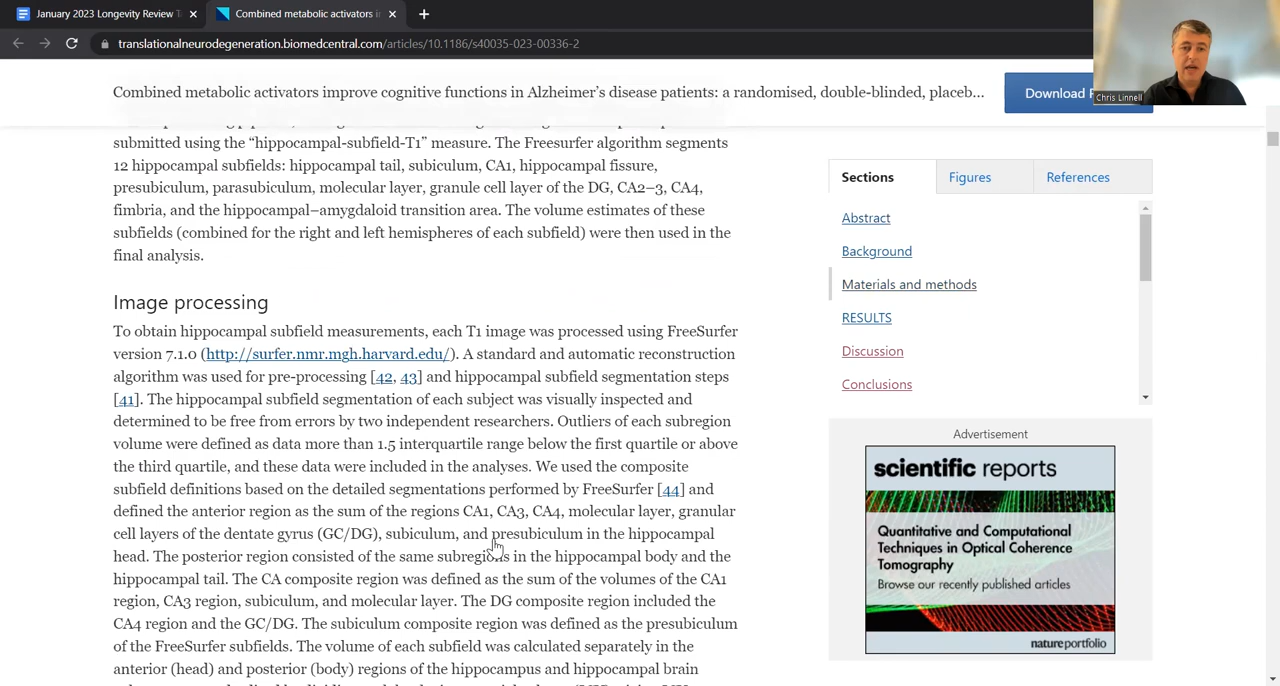 January 2023 Longevity Review T
Combined metabolic activators in
translationalneurodegeneration.biomedcentral.com/articles/10.1186/s40035-023-00336-2
Chris Linnell
Combined metabolic activators improve cognitive functions in Alzheimer's disease patients: a randomised, double-blinded, placeb...
Download
submitted using the "hippocampal-subfield-T1" measure. The Freesurfer algorithm segments
12 hippocampal subfields: hippocampal tail, subiculum, CA1, hippocampal fissure,
presubiculum, parasubiculum, molecular layer, granule cell layer of the DG, CA2–3, CA4,
fimbria, and the hippocampal–amygdaloid transition area. The volume estimates of these
subfields (combined for the right and left hemispheres of each subfield) were then used in the
final analysis.
Image processing
To obtain hippocampal subfield measurements, each T1 image was processed using FreeSurfer
version 7.1.0 (http://surfer.nmr.mgh.harvard.edu/). A standard and automatic reconstruction
algorithm was used for pre-processing [42, 43] and hippocampal subfield segmentation steps
[41]. The hippocampal subfield segmentation of each subject was visually inspected and
determined to be free from errors by two independent researchers. Outliers of each subregion
volume were defined as data more than 1.5 interquartile range below the first quartile or above
the third quartile, and these data were included in the analyses. We used the composite
subfield definitions based on the detailed segmentations performed by FreeSurfer [44] and
defined the anterior region as the sum of the regions CA1, CA3, CA4, molecular layer, granular
cell layers of the dentate gyrus (GC/DG), subiculum, and presubiculum in the hippocampal
head. The posterior region consisted of the same subregions in the hippocampal body and the
hippocampal tail. The CA composite region was defined as the sum of the volumes of the CA1
region, CA3 region, subiculum, and molecular layer. The DG composite region included the
CA4 region and the GC/DG. The subiculum composite region was defined as the presubiculum
of the FreeSurfer subfields. The volume of each subfield was calculated separately in the
anterior (head) and posterior (body) regions of the hippocampus and hippocampal brain
Sections
Figures
References
Abstract
Background
Materials and methods
RESULTS
Discussion
Conclusions
Advertisement
scientific reports
Quantitative and Computational
Techniques in Optical Coherence
Tomography
Browse our recently published articles
natureportfolio